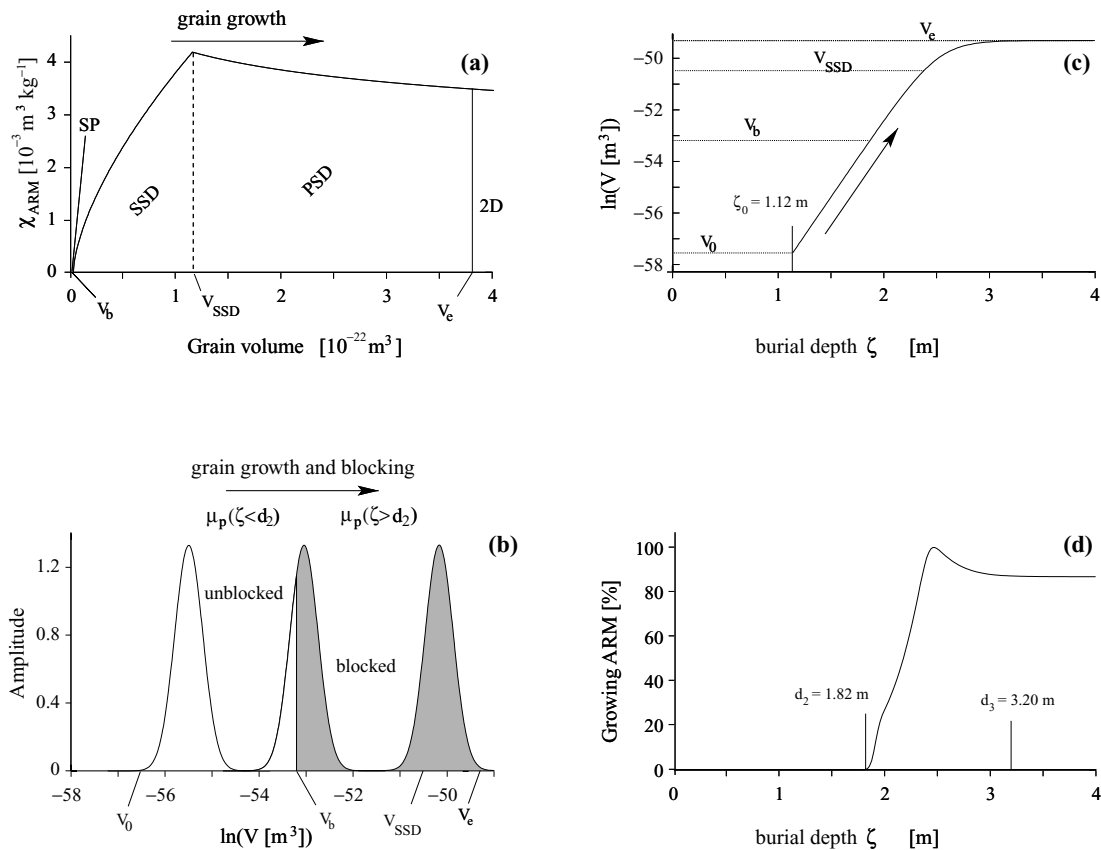 grain growth
(a)
χARM [10⁻³ m³ kg⁻¹]
4
3
2
1
0
SP
SSD
PSD
2D
0 1 2 3 4
Vb VSSD Ve
Grain volume [10⁻²² m³]
(c)
ln(V [m³])
−50
−52
−54
−56
−58
Ve
VSSD
Vb
V0
ζ0 = 1.12 m
0 1 2 3 4
burial depth ζ [m]
grain growth and blocking
μp(ζ<d2) μp(ζ>d2)
(b)
Amplitude
1.2
0.8
0.4
0
unblocked
blocked
−58 −56 −54 −52 −50
V0 Vb VSSD Ve
ln(V [m³])
(d)
Growing ARM [%]
100
80
60
40
20
0
d2 = 1.82 m
d3 = 3.20 m
0 1 2 3 4
burial depth ζ [m]